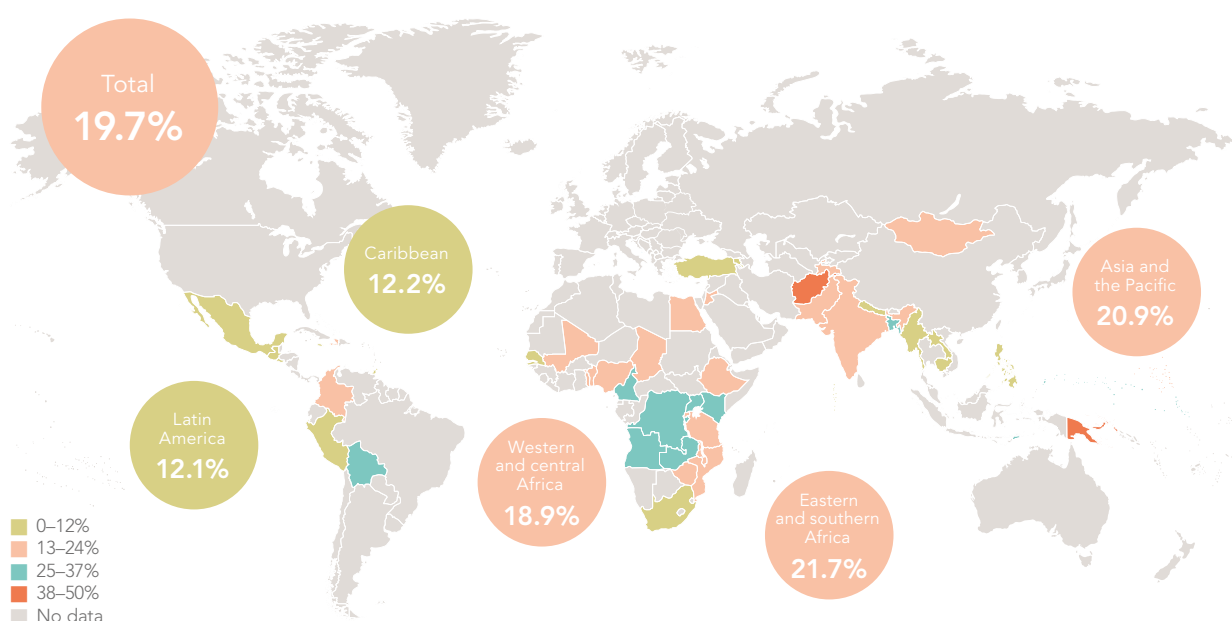 Total
19.7%
Caribbean
12.2%
Asia and
the Pacific
20.9%
Latin
America
12.1%
Western
and central
Africa
18.9%
Eastern
and southern
Africa
21.7%
0–12%
13–24%
25–37%
38–50%
No data